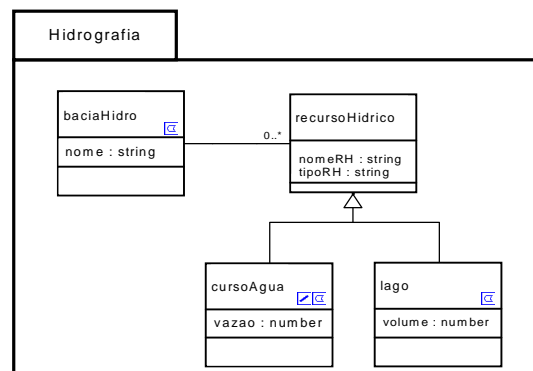 Hidrografia
baciaHidro
nome : string
0..*
recursoHidrico
nomeRH : string
tipoRH : string
cursoAgua
vazao : number
lago
volume : number